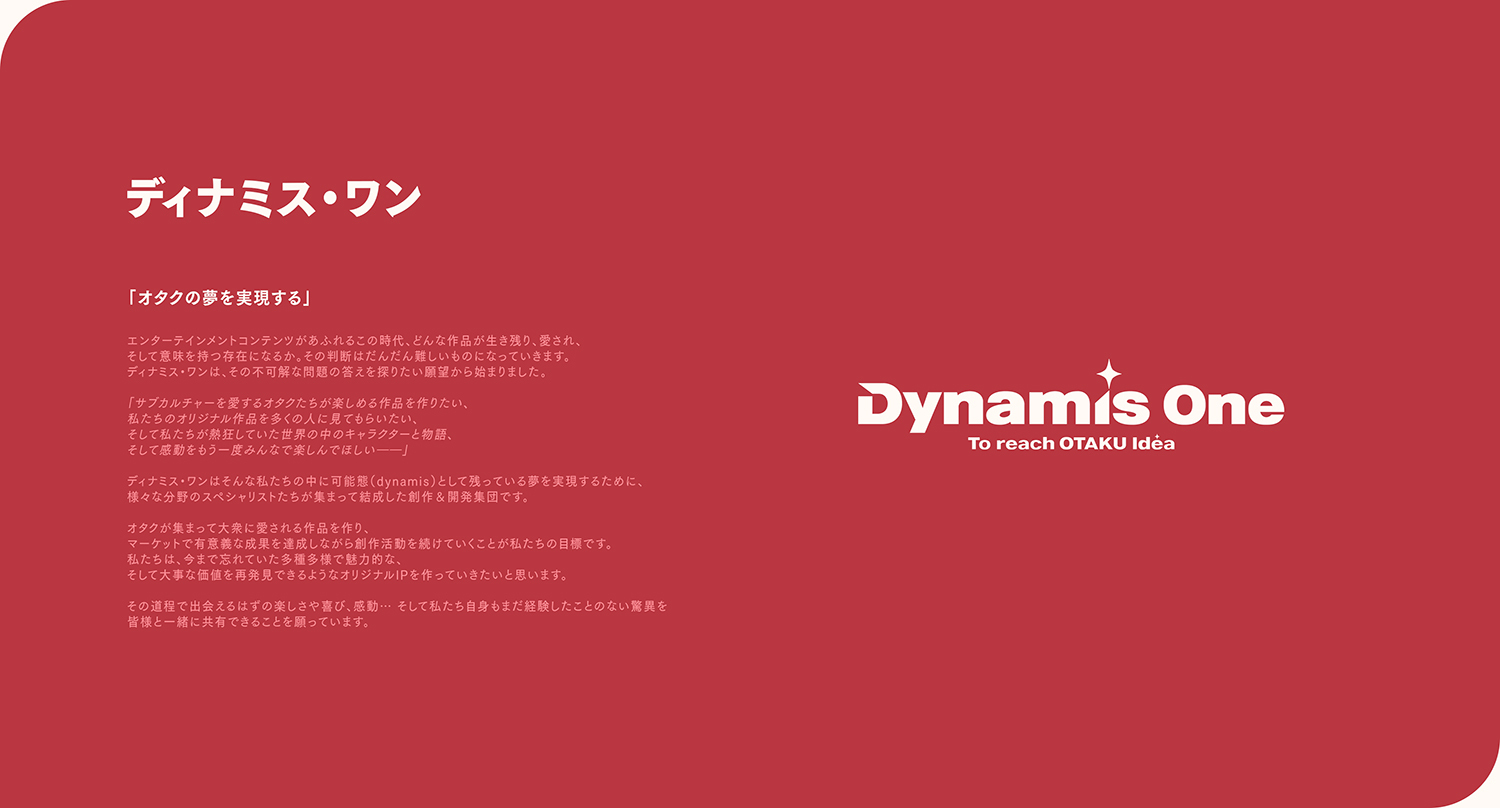 ディナミス・ワン
「オタクの夢を実現する」
エンターテインメントコンテンツがあふれるこの時代、どんな作品が生き残り、愛され、
そして意味を持つ存在になるか。その判断はだんだん難しいものになっていきます。
ディナミス・ワンは、その不可解な問題の答えを探りたい願望から始まりました。
「サブカルチャーを愛するオタクたちが楽しめる作品を作りたい、
私たちのオリジナル作品を多くの人に見てもらいたい、
そして私たちが熱狂していた世界の中のキャラクターと物語、
そして感動をもう一度みんなで楽しんでほしい――」
ディナミス・ワンはそんな私たちの中に可能態(dynamis)として残っている夢を実現するために、
様々な分野のスペシャリストたちが集まって結成した創作＆開発集団です。
オタクが集まって大衆に愛される作品を作り、
マーケットで有意義な成果を達成しながら創作活動を続けていくことが私たちの目標です。
私たちは、今まで忘れていた多種多様で魅力的な、
そして大事な価値を再発見できるようなオリジナルIPを作っていきたいと思います。
その道程で出会えるはずの楽しさや喜び、感動… そして私たち自身もまだ経験したことのない驚異を
皆様と一緒に共有できることを願っています。
Dynamis One
To reach OTAKU Idea